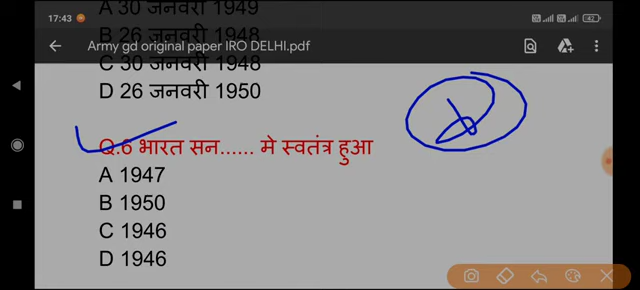 A 30 जनवरी 1949
17:43
42
B 26 जनवरी 1948
Army gd original paper IRO DELHI.pdf
C 30 जनवरी 1948
D 26 जनवरी 1950
Q.6 भारत सन...... मे स्वतंत्र हुआ
A 1947
B 1950
C 1946
D 1946